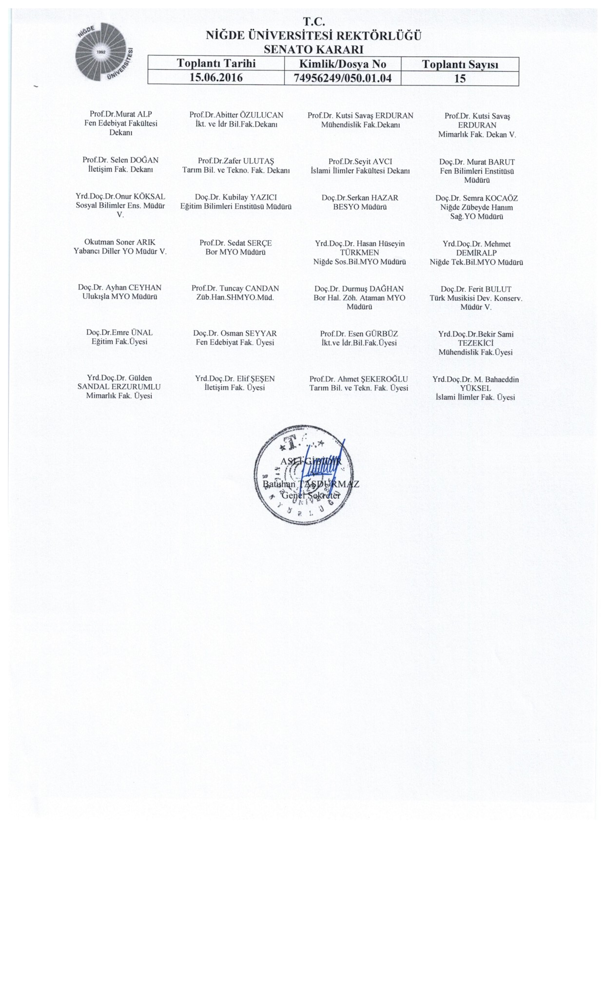 NİĞDE
1992
ÜNİVERSİTESİ
T.C.
NİĞDE ÜNİVERSİTESİ REKTÖRLÜĞÜ
SENATO KARARI
Toplantı Tarihi Kimlik/Dosya No Toplantı Sayısı
15.06.2016 74956249/050.01.04 15
Prof.Dr.Murat ALP
Fen Edebiyat Fakültesi
Dekanı
Prof.Dr.Abitter ÖZULUCAN
İkt. ve İdr Bil.Fak.Dekanı
Prof.Dr. Kutsi Savaş ERDURAN
Mühendislik Fak.Dekanı
Prof.Dr. Kutsi Savaş
ERDURAN
Mimarlık Fak. Dekan V.
Prof.Dr. Selen DOĞAN
İletişim Fak. Dekanı
Prof.Dr.Zafer ULUTAŞ
Tarım Bil. ve Tekno. Fak. Dekanı
Prof.Dr.Seyit AVCI
İslami İlimler Fakültesi Dekanı
Doç.Dr. Murat BARUT
Fen Bilimleri Enstitüsü
Müdürü
Yrd.Doç.Dr.Onur KÖKSAL
Sosyal Bilimler Ens. Müdür
V.
Doç.Dr. Kubilay YAZICI
Eğitim Bilimleri Enstitüsü Müdürü
Doç.Dr.Serkan HAZAR
BESYO Müdürü
Doç.Dr. Semra KOCAÖZ
Niğde Zübeyde Hanım
Sağ.YO Müdürü
Okutman Soner ARIK
Yabancı Diller YO Müdür V.
Prof.Dr. Sedat SERÇE
Bor MYO Müdürü
Yrd.Doç.Dr. Hasan Hüseyin
TÜRKMEN
Niğde Sos.Bil.MYO Müdürü
Yrd.Doç.Dr. Mehmet
DEMİRALP
Niğde Tek.Bil.MYO Müdürü
Doç.Dr. Ayhan CEYHAN
Ulukışla MYO Müdürü
Prof.Dr. Tuncay CANDAN
Züb.Han.SHMYO.Müd.
Doç.Dr. Durmuş DAĞHAN
Bor Hal. Zöh. Ataman MYO
Müdürü
Doç.Dr. Ferit BULUT
Türk Musikisi Dev. Konserv.
Müdür V.
Doç.Dr.Emre ÜNAL
Eğitim Fak.Üyesi
Doç.Dr. Osman SEYYAR
Fen Edebiyat Fak. Üyesi
Prof.Dr. Esen GÜRBÜZ
İkt.ve İdr.Bil.Fak.Üyesi
Yrd.Doç.Dr.Bekir Sami
TEZEKİCİ
Mühendislik Fak.Üyesi
Yrd.Doç.Dr. Gülden
SANDAL ERZURUMLU
Mimarlık Fak. Üyesi
Yrd.Doç.Dr. Elif ŞEŞEN
İletişim Fak. Üyesi
Prof.Dr. Ahmet ŞEKEROĞLU
Tarım Bil. ve Tekn. Fak. Üyesi
Yrd.Doç.Dr. M. Bahaeddin
YÜKSEL
İslami İlimler Fak. Üyesi
ASLI GİBİDİR
Batuhan TAŞDURMAZ
Genel Sekreter